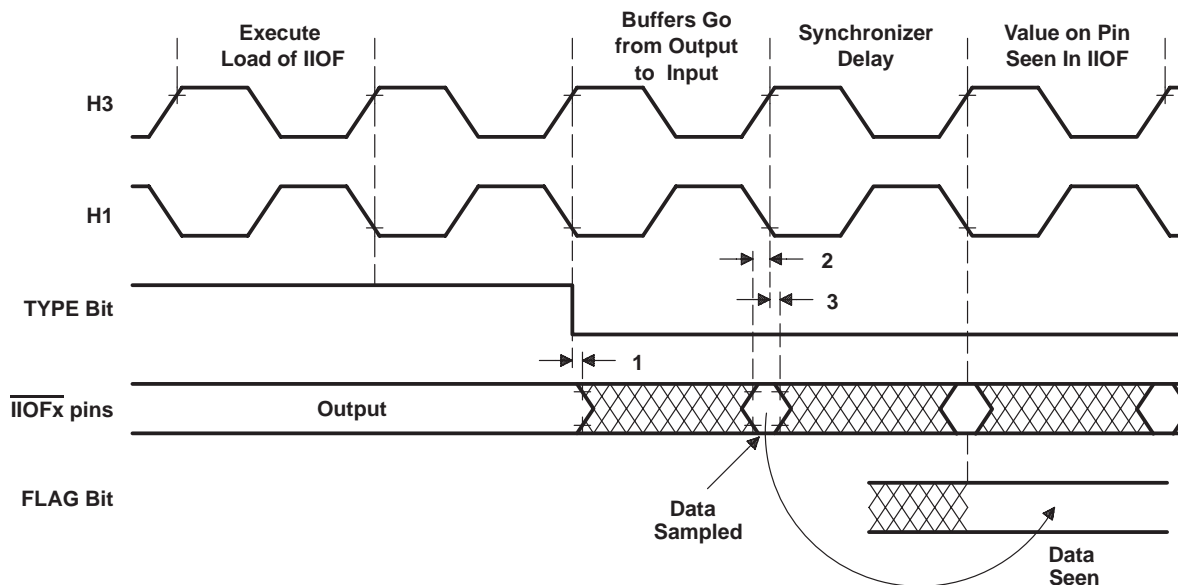 Execute
Load of IIOF
Buffers Go
from Output
to Input
Synchronizer
Delay
Value on Pin
Seen In IIOF
H3
H1
2
TYPE Bit
3
1
IIOFx pins
Output
FLAG Bit
Data
Sampled
Data
Seen